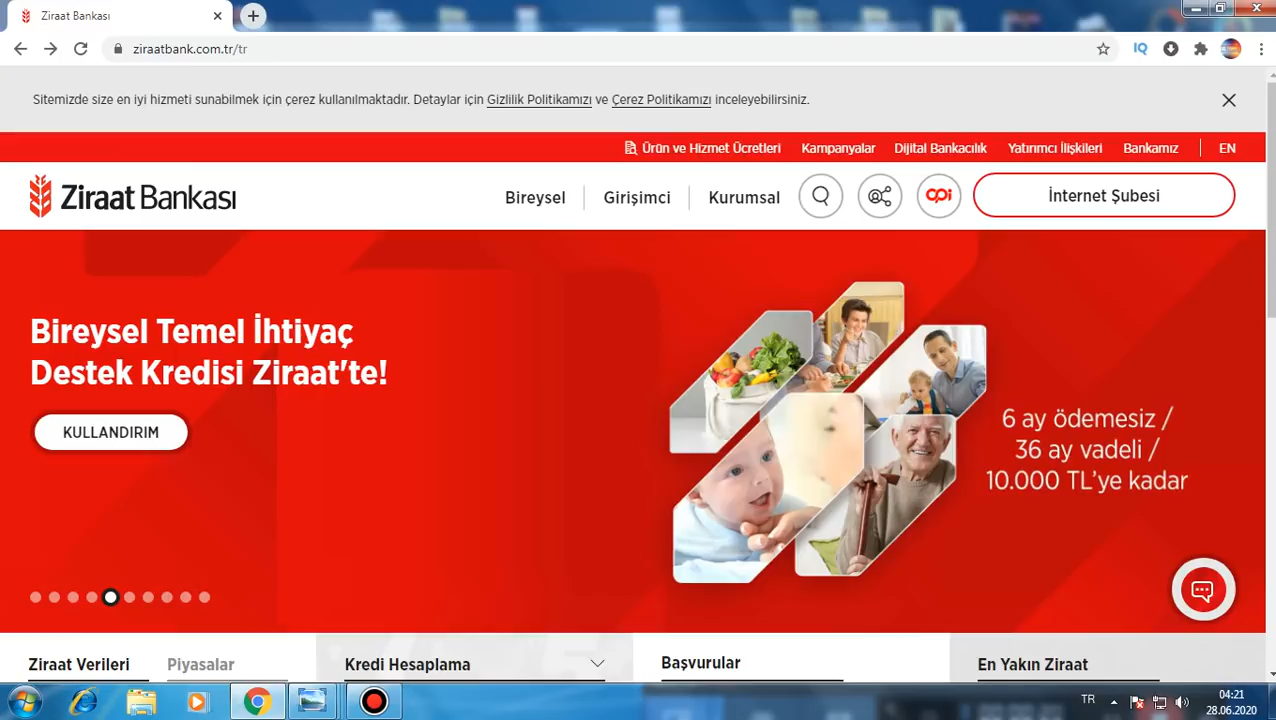 Ziraat Bankası
ziraatbank.com.tr/tr
IQ
Sitemizde size en iyi hizmeti sunabilmek için çerez kullanılmaktadır. Detaylar için Gizlilik Politikamızı ve Çerez Politikamızı inceleyebilirsiniz.
Ürün ve Hizmet Ücretleri Kampanyalar Dijital Bankacılık Yatırımcı İlişkileri Bankamız EN
Ziraat Bankası Bireysel Girişimci Kurumsal opi İnternet Şubesi
Bireysel Temel İhtiyaç
Destek Kredisi Ziraat'te!
KULLANDIRIM
6 ay ödemesiz /
36 ay vadeli /
10.000 TL'ye kadar
Ziraat Verileri Piyasalar Kredi Hesaplama Başvurular En Yakın Ziraat
TR
04:21
28.06.2020